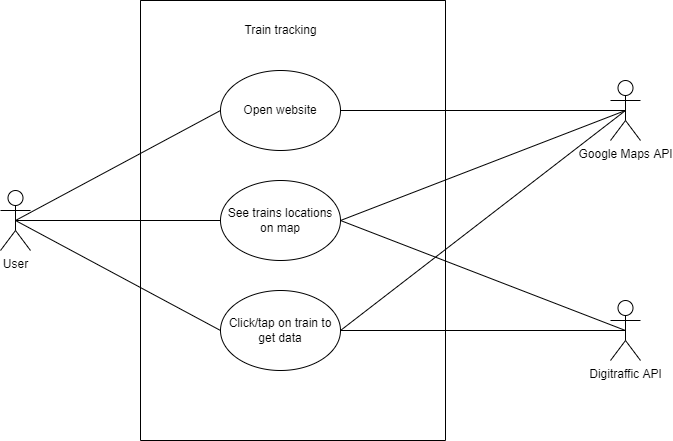 Train tracking
Open website
Google Maps API
See trains locations
on map
User
Click/tap on train to
get data
Digitraffic API